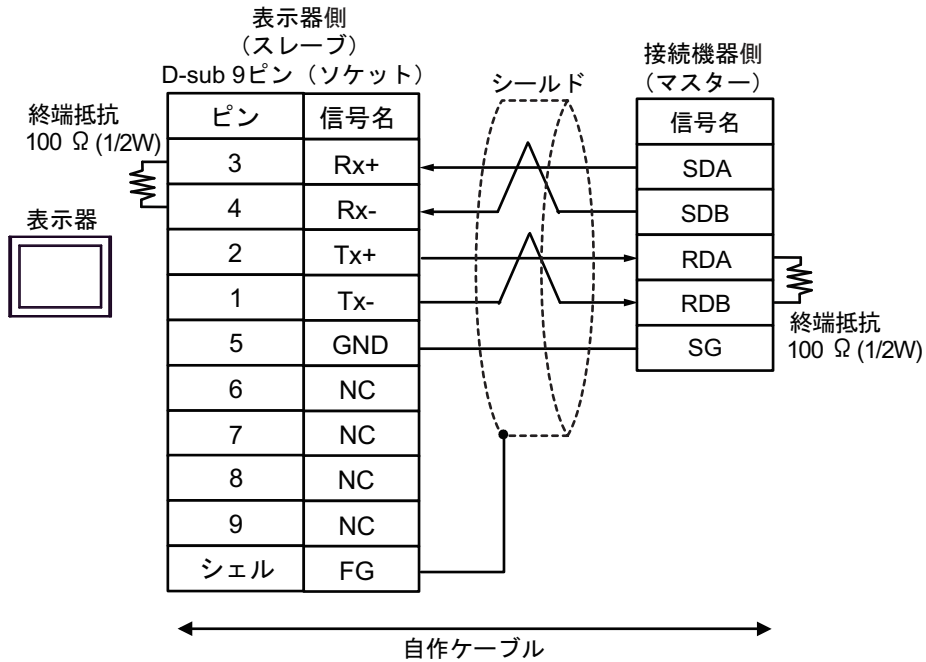 表示器側
（スレーブ）
D-sub 9ピン（ソケット）
シールド
接続機器側
（マスター）
終端抵抗
100 Ω (1/2W)
表示器
ピン 信号名
3 Rx+
4 Rx-
2 Tx+
1 Tx-
5 GND
6 NC
7 NC
8 NC
9 NC
シェル FG
信号名
SDA
SDB
RDA
RDB
SG
終端抵抗
100 Ω (1/2W)
自作ケーブル